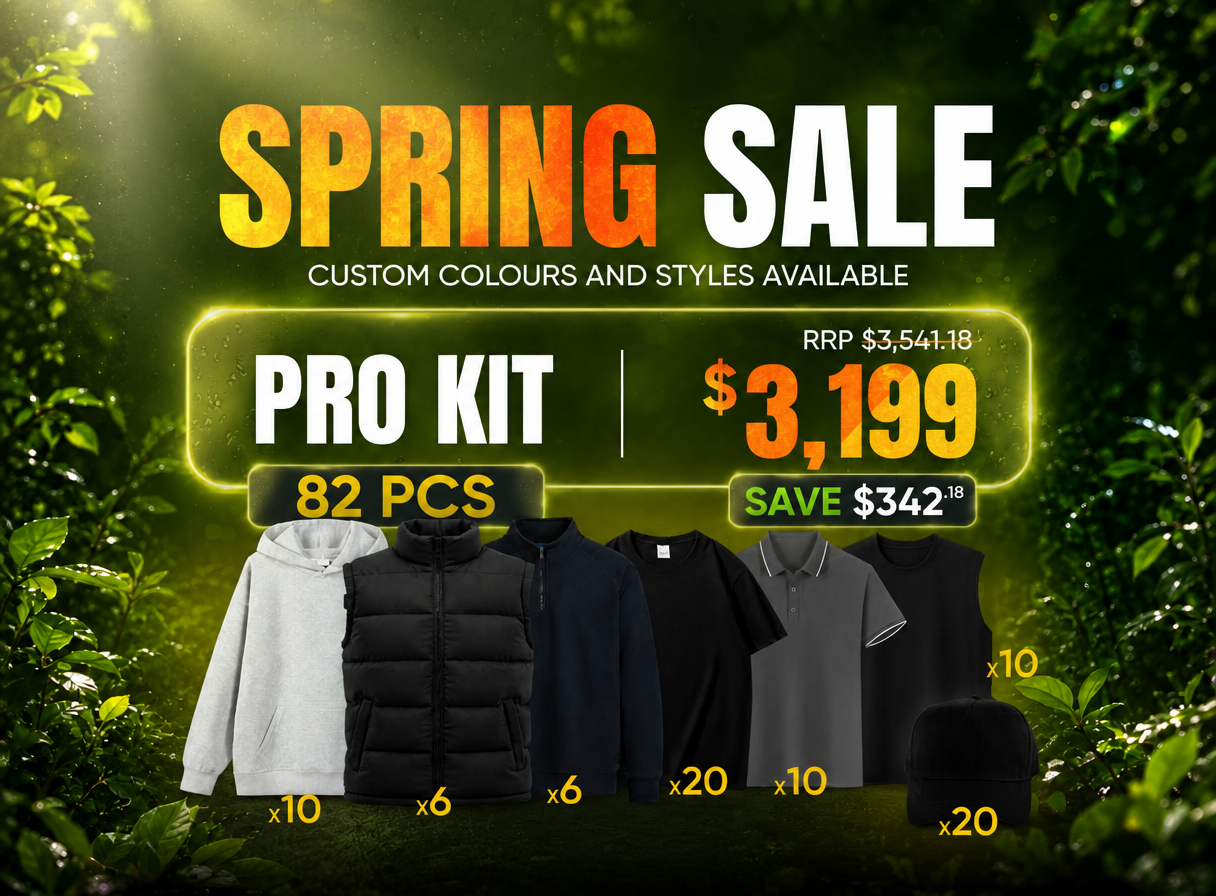 SPRING SALE
CUSTOM COLOURS AND STYLES AVAILABLE
PRO KIT
RRP $3,541.18
$3,199
82 PCS
SAVE $342.18
x10
x6
x6
x20
x10
x10
x20